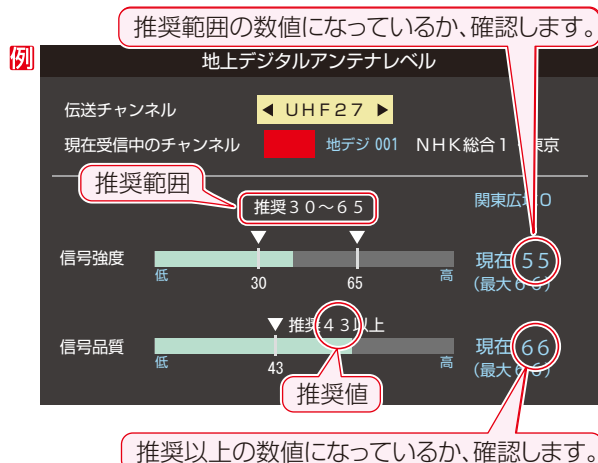 推奨範囲の数値になっているか、確認します。
例
地上デジタルアンテナレベル
伝送チャンネル
◀ UHF27 ▶
現在受信中のチャンネル
地デジ 001 NHK総合1 東京
推奨範囲
推奨30～65
関東広域0
信号強度
低
30
65
高
現在 55
(最大66)
推奨43以上
信号品質
低
43
高
現在 66
(最大66)
推奨値
推奨以上の数値になっているか、確認します。